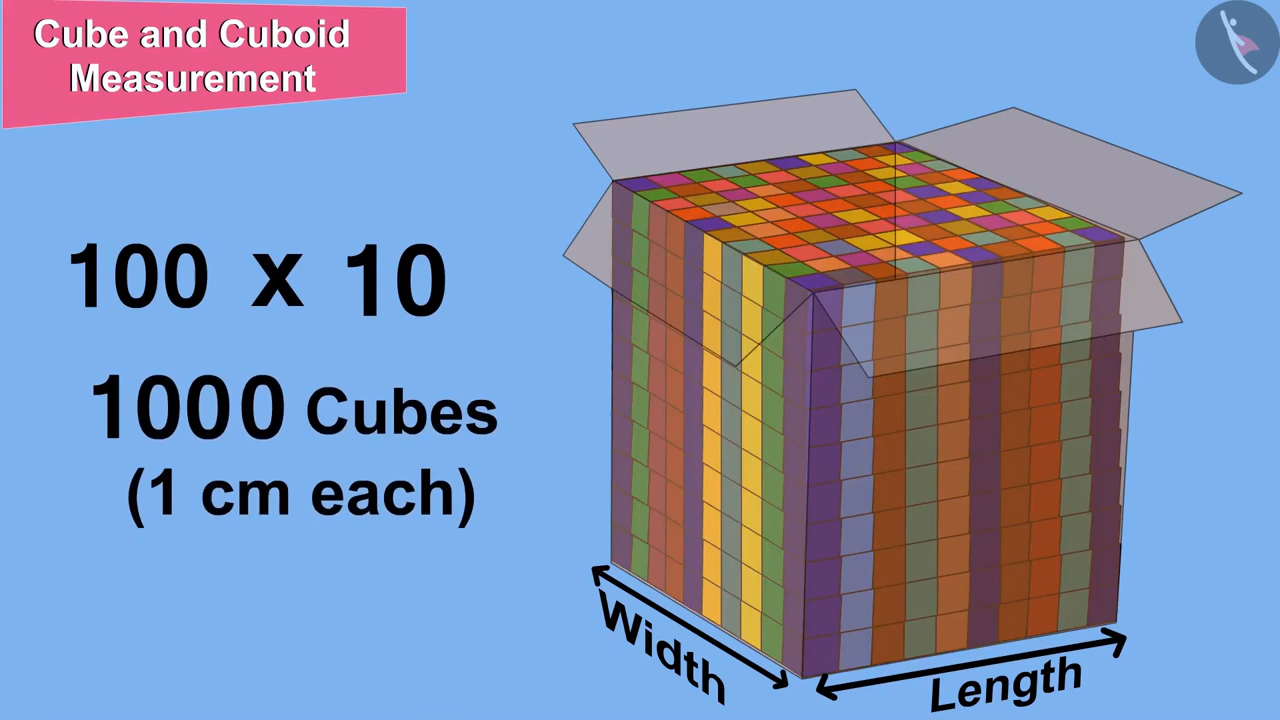 Cube and Cuboid
Measurement
100 x 10
1000 Cubes
(1 cm each)
Width
Length